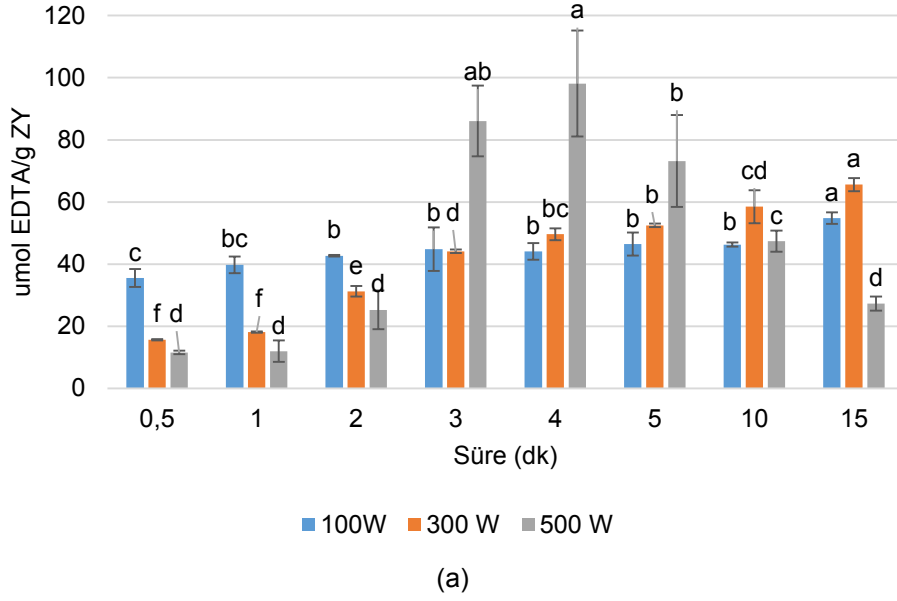 umol EDTA/g ZY
120
100
80
60
40
20
0
c f d
bc f d
b e d
b d ab
b bc a
b b b
b cd c
a a d
0,5 1 2 3 4 5 10 15
Süre (dk)
100W 300 W 500 W
(a)